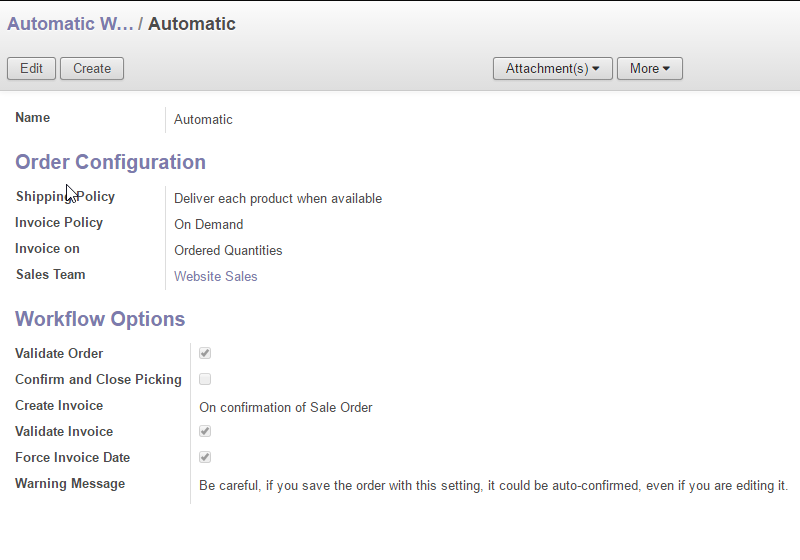 Automatic W... / Automatic
Edit Create Attachment(s) More
Name Automatic
Order Configuration
Shipping Policy Deliver each product when available
Invoice Policy On Demand
Invoice on Ordered Quantities
Sales Team Website Sales
Workflow Options
Validate Order
Confirm and Close Picking
Create Invoice On confirmation of Sale Order
Validate Invoice
Force Invoice Date
Warning Message Be careful, if you save the order with this setting, it could be auto-confirmed, even if you are editing it.